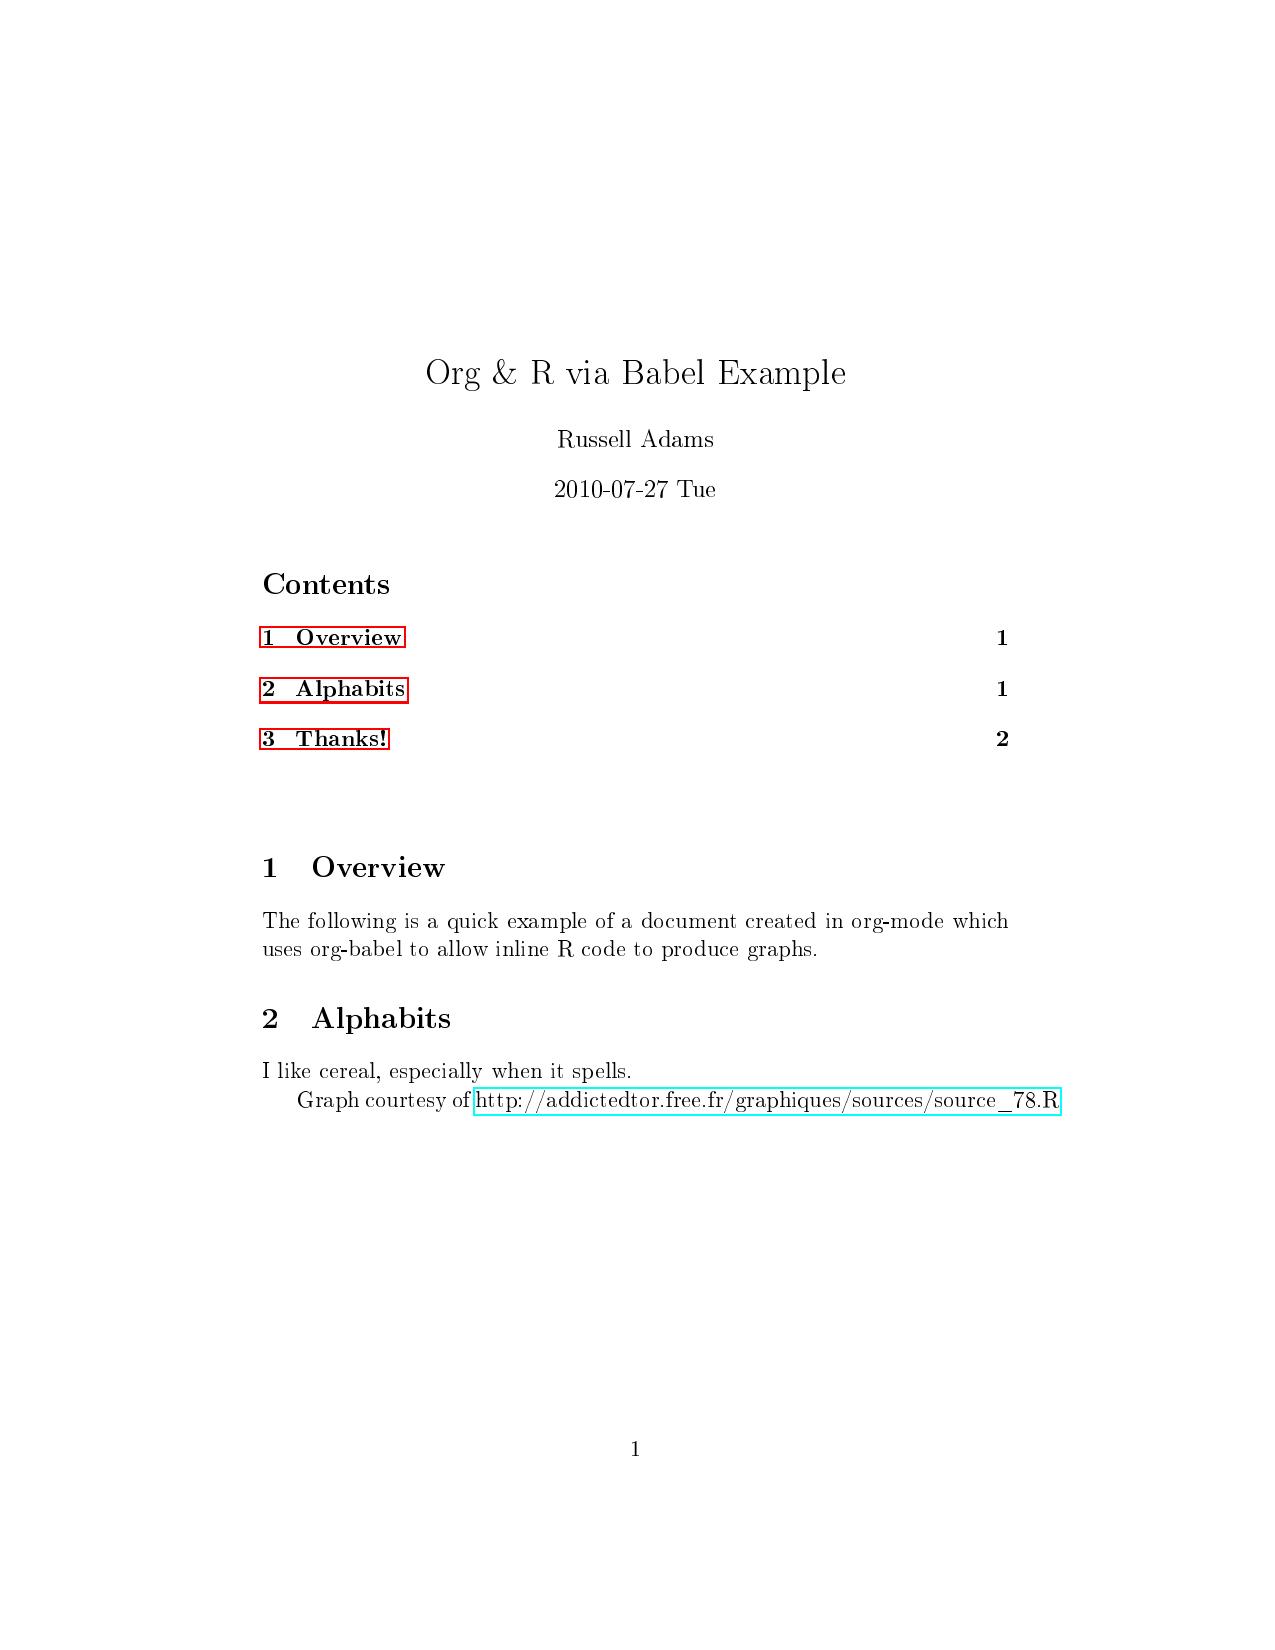 Org & R via Babel Example
Russell Adams
2010-07-27 Tue
Contents
1 Overview 1
2 Alphabits 1
3 Thanks! 2
1 Overview
The following is a quick example of a document created in org-mode which
uses org-babel to allow inline R code to produce graphs.
2 Alphabits
I like cereal, especially when it spells.
Graph courtesy of http://addictedtor.free.fr/graphiques/sources/source_78.R
1